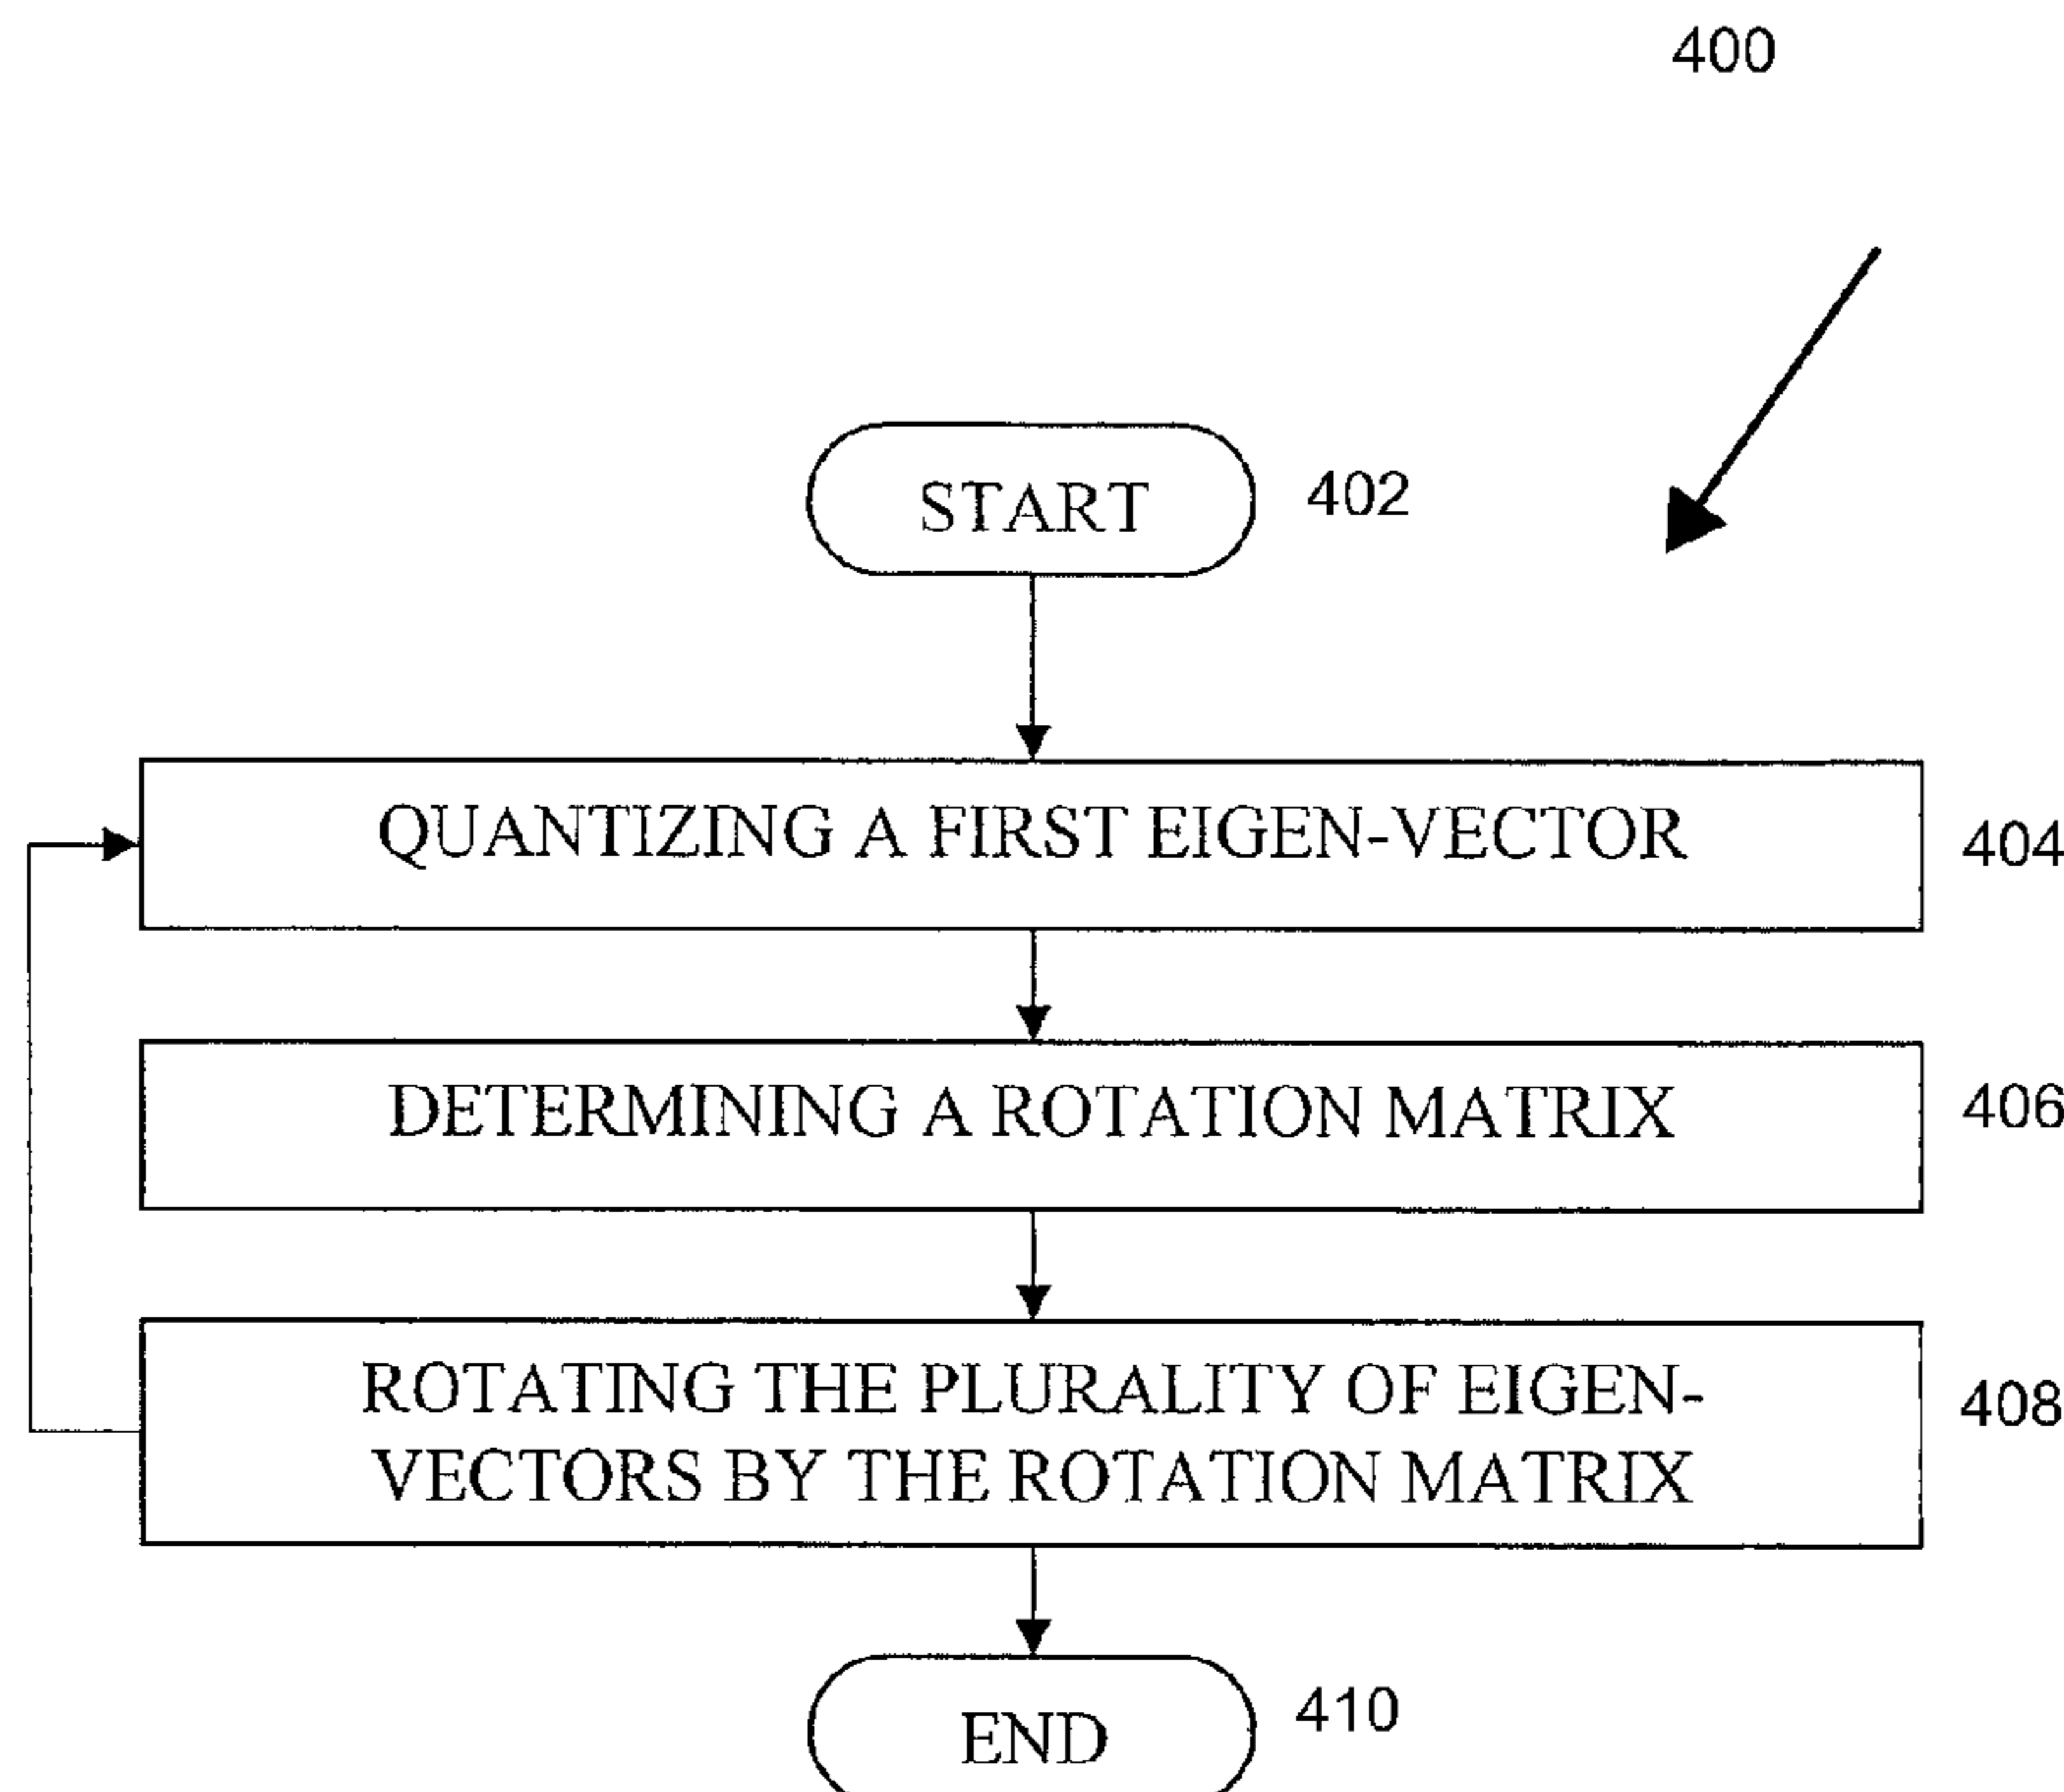 400
START
402
QUANTIZING A FIRST EIGEN-VECTOR
404
DETERMINING A ROTATION MATRIX
406
ROTATING THE PLURALITY OF EIGEN-
VECTORS BY THE ROTATION MATRIX
408
END
410